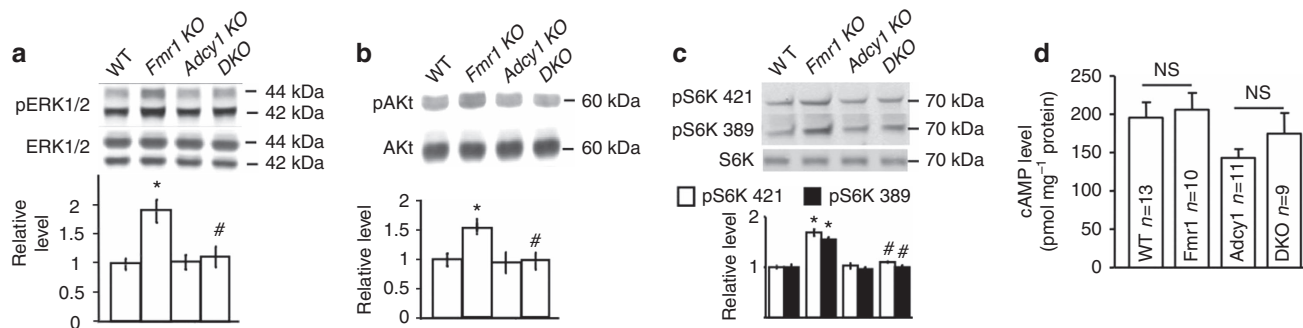 a
WT
Fmr1 KO
Adcy1 KO
DKO
pERK1/2
44 kDa
42 kDa
ERK1/2
44 kDa
42 kDa
Relative level
2
1.5
1
0.5
0
*
#
b
WT
Fmr1 KO
Adcy1 KO
DKO
pAKt
60 kDa
AKt
60 kDa
Relative level
2
1.5
1
0.5
0
*
#
c
WT
Fmr1 KO
Adcy1 KO
DKO
pS6K 421
70 kDa
pS6K 389
70 kDa
S6K
70 kDa
pS6K 421 pS6K 389
Relative level
2
1
* *
# #
d
cAMP level
(pmol mg⁻¹ protein)
250
200
150
100
50
0
NS
NS
WT n=13
Fmr1 n=10
Adcy1 n=11
DKO n=9